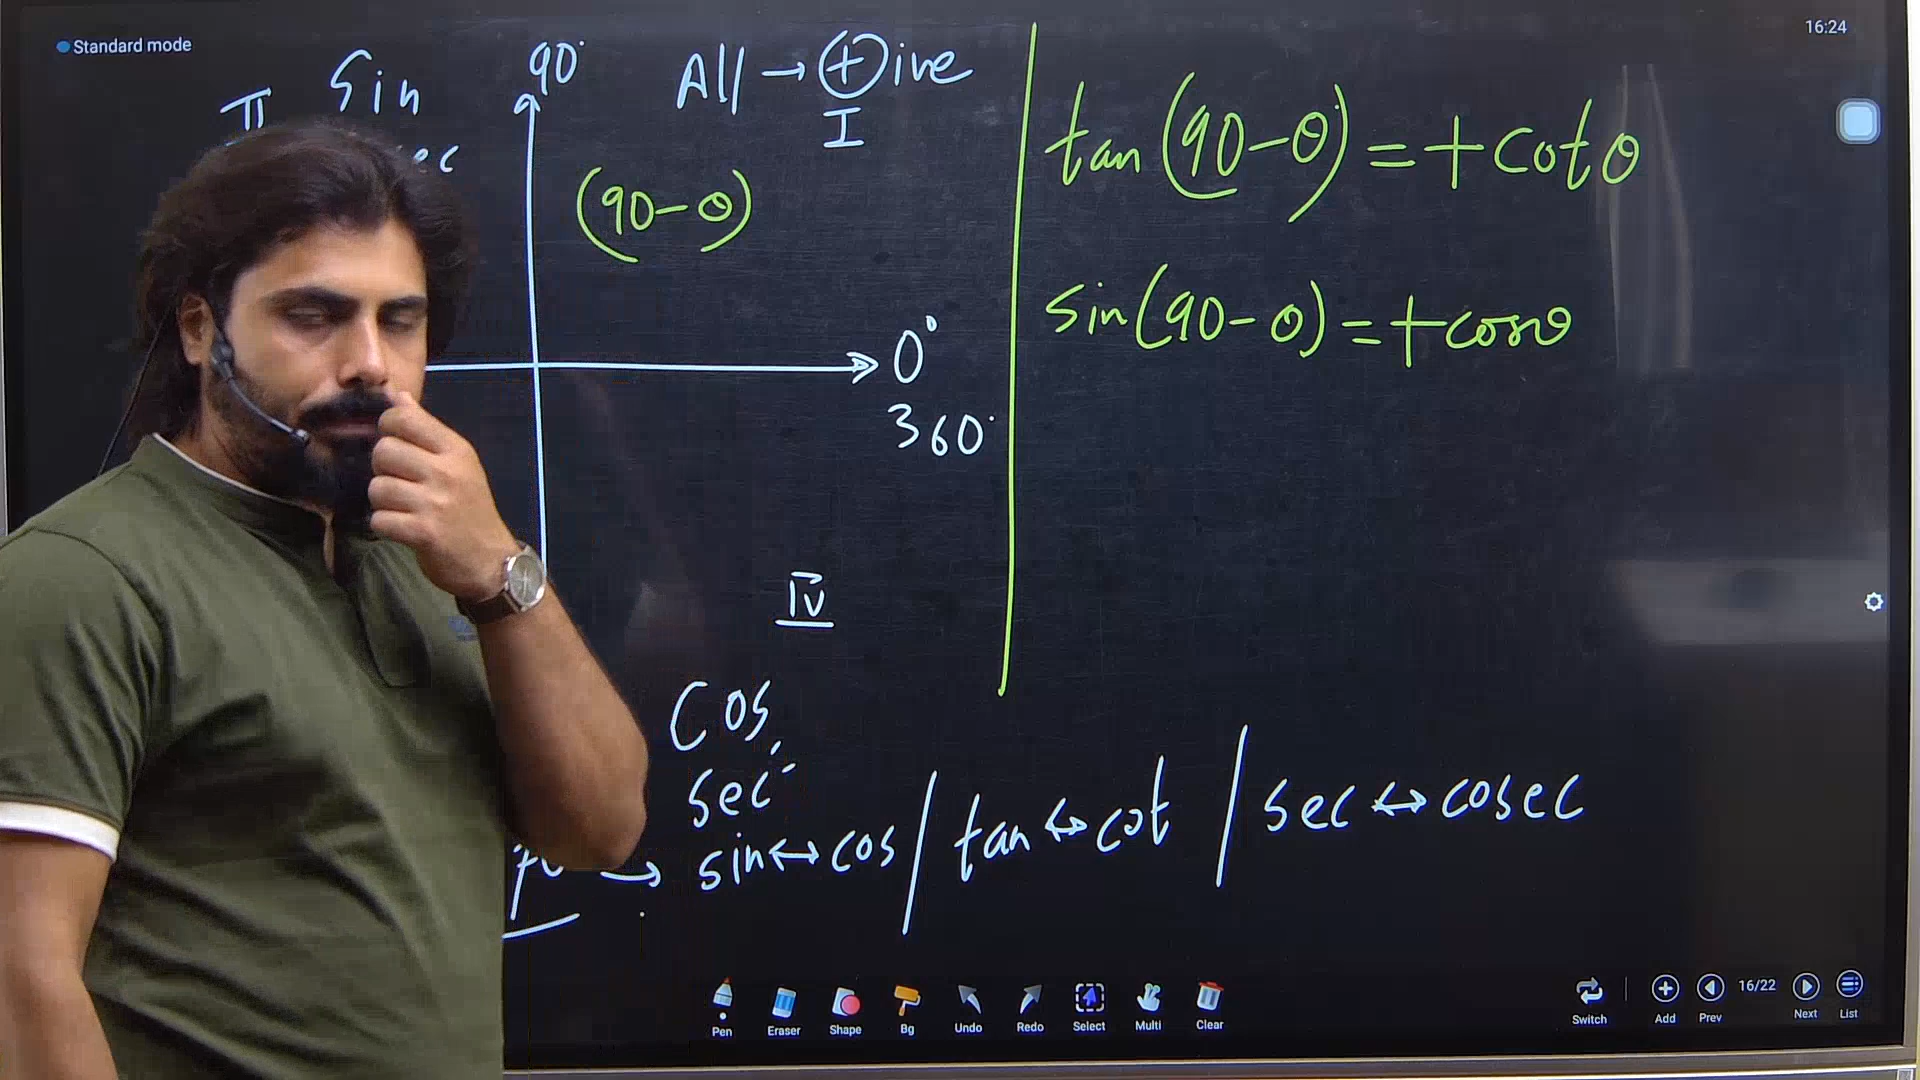 Standard mode
16:24
II Sin 90° All → (+)ive
I
ec
(90-θ)
0°
360°
IV
Cos
sec
→ sin↔cos / tan↔cot / sec↔cosec
tan(90-θ) = +cotθ
sin(90-θ) = +cosθ
Pen Eraser Shape Bg Undo Redo Select Multi Clear
Switch Add Prev 16/22 Next List